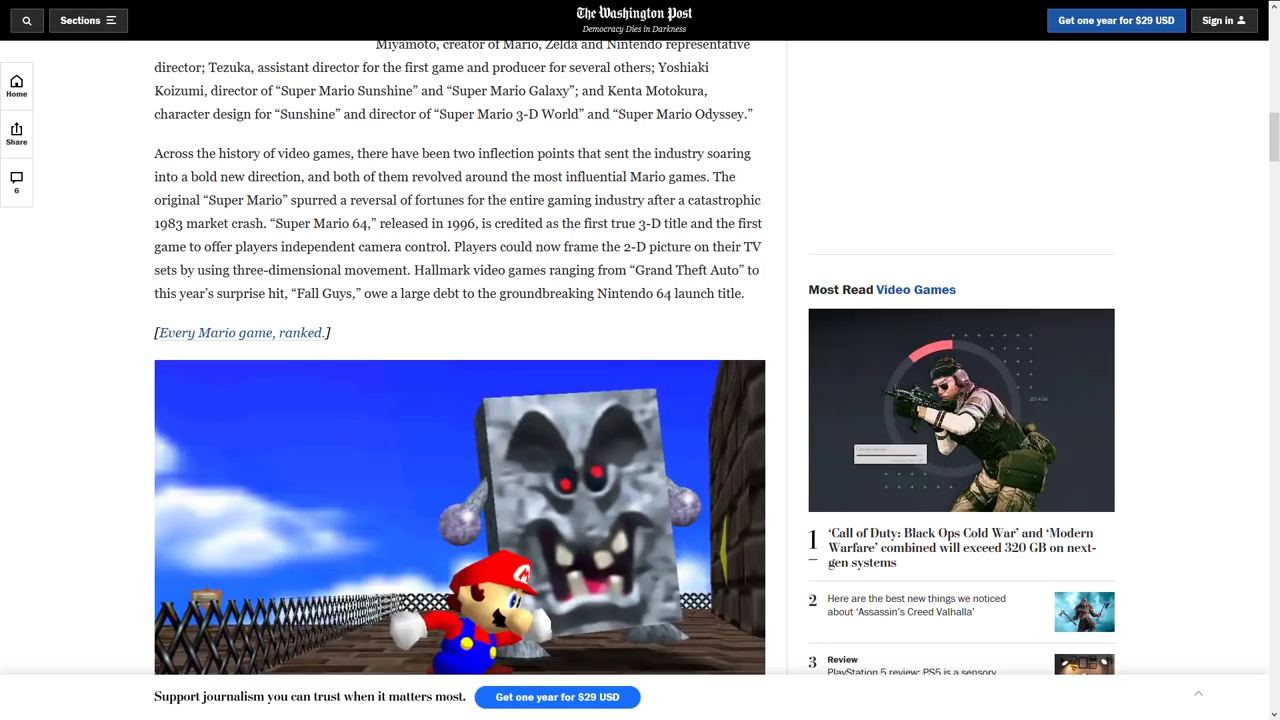 Sections
The Washington Post
Democracy Dies in Darkness
Get one year for $29 USD
Sign in
Home
Share
6
Miyamoto, creator of Mario, Zelda and Nintendo representative
director; Tezuka, assistant director for the first game and producer for several others; Yoshiaki
Koizumi, director of “Super Mario Sunshine” and “Super Mario Galaxy”; and Kenta Motokura,
character design for “Sunshine” and director of “Super Mario 3-D World” and “Super Mario Odyssey.”
Across the history of video games, there have been two inflection points that sent the industry soaring
into a bold new direction, and both of them revolved around the most influential Mario games. The
original “Super Mario” spurred a reversal of fortunes for the entire gaming industry after a catastrophic
1983 market crash. “Super Mario 64,” released in 1996, is credited as the first true 3-D title and the first
game to offer players independent camera control. Players could now frame the 2-D picture on their TV
sets by using three-dimensional movement. Hallmark video games ranging from “Grand Theft Auto” to
this year’s surprise hit, “Fall Guys,” owe a large debt to the groundbreaking Nintendo 64 launch title.
[Every Mario game, ranked.]
M
Most Read Video Games
1
‘Call of Duty: Black Ops Cold War’ and ‘Modern
Warfare’ combined will exceed 320 GB on next-
gen systems
2
Here are the best new things we noticed
about ‘Assassin’s Creed Valhalla’
3
Review
PlayStation 5 review: PS5 is a sensory
Support journalism you can trust when it matters most.
Get one year for $29 USD